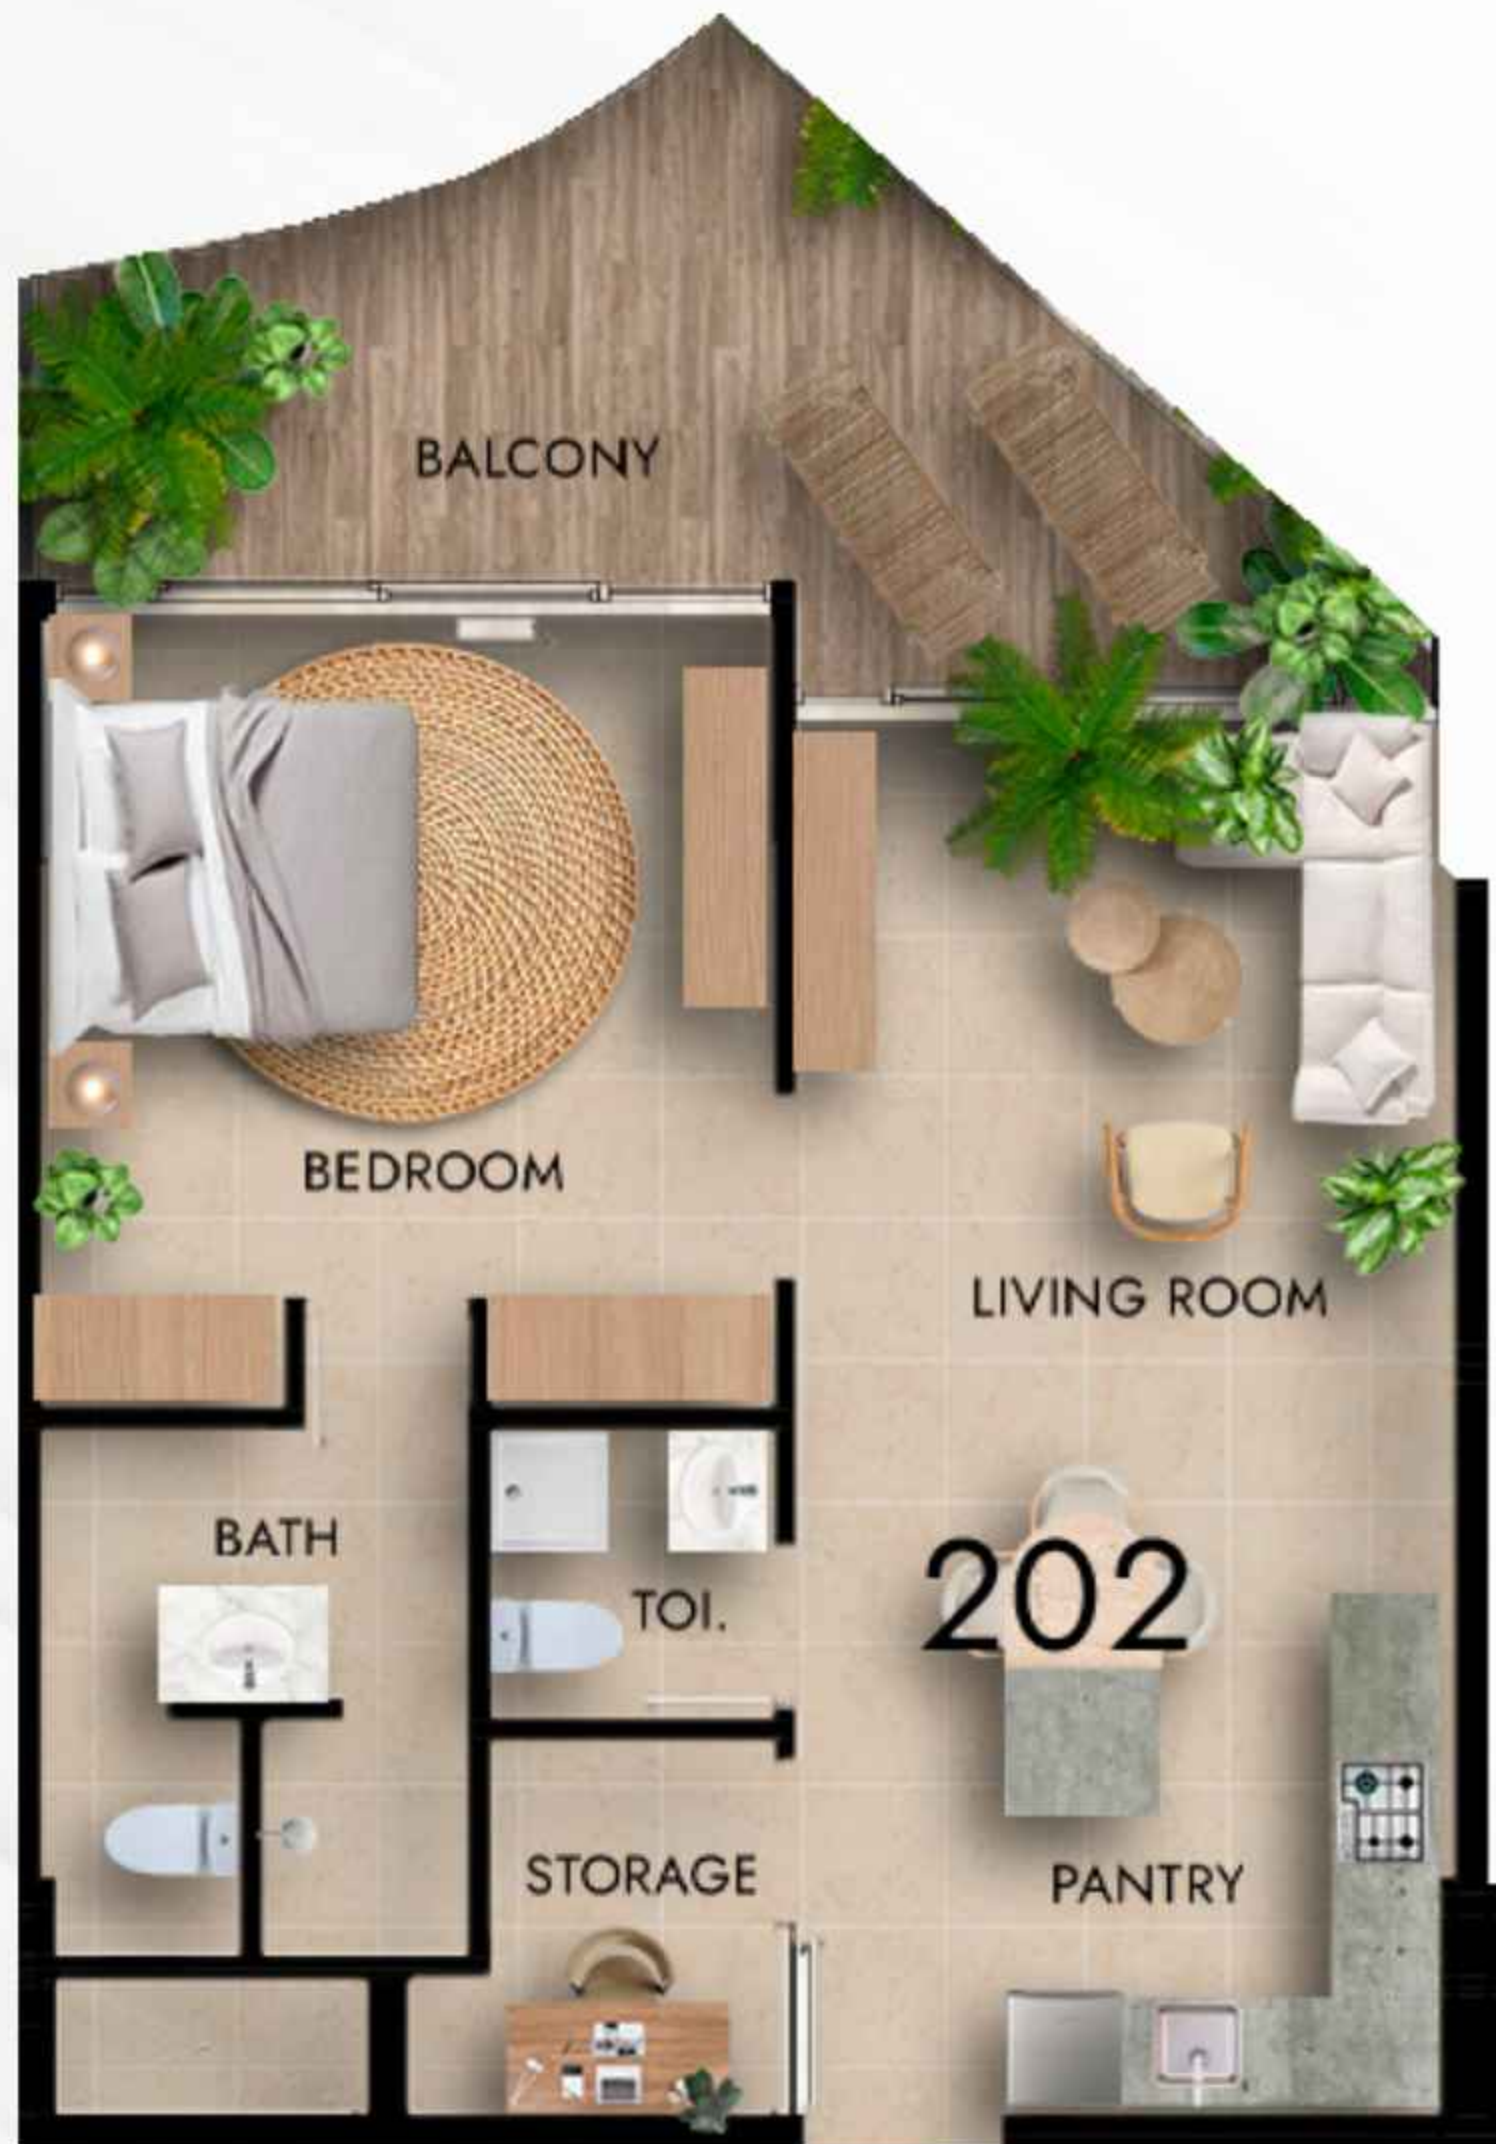 BALCONY
BEDROOM
LIVING ROOM
BATH
202
TOI.
STORAGE
PANTRY